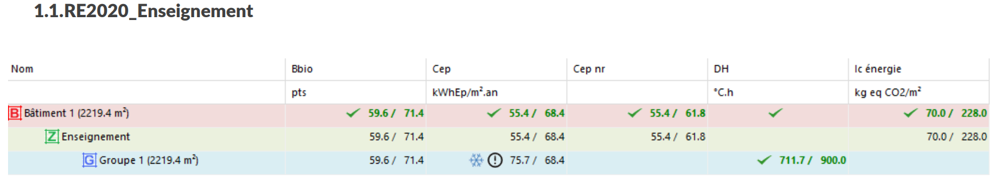 1.1.RE2020_Enseignement
Nom Bbio Cep Cep nr DH Ic énergie
pts kWhEp/m².an °C.h kg eq CO2/m²
B Bâtiment 1 (2219.4 m²) 59.6 / 71.4 55.4 / 68.4 55.4 / 61.8 70.0 / 228.0
Z Enseignement 59.6 / 71.4 55.4 / 68.4 55.4 / 61.8 70.0 / 228.0
G Groupe 1 (2219.4 m²) 59.6 / 71.4 75.7 / 68.4 711.7 / 900.0